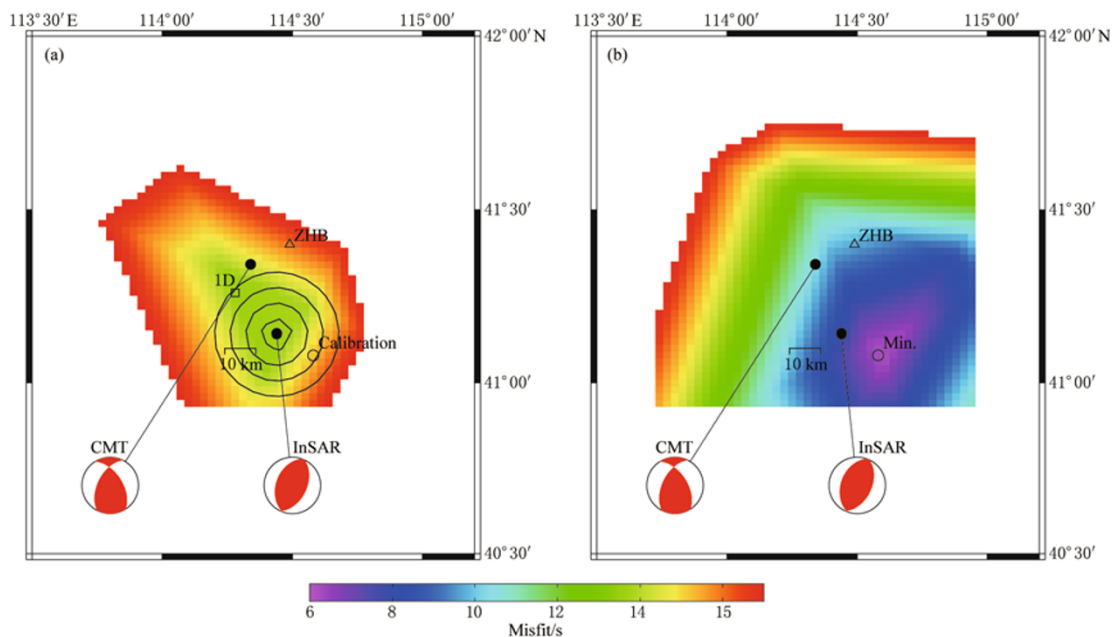 113°30′ E 114°00′ 114°30′ 115°00′ 113°30′ E 114°00′ 114°30′ 115°00′
(a) 42°00′ N (b) 42°00′ N
41°30′ 41°30′
ZHB ZHB
1D
Calibration Min.
10 km 10 km
41°00′ 41°00′
CMT InSAR CMT InSAR
40°30′ 40°30′
6 8 10 12 14 15
Misfit/s